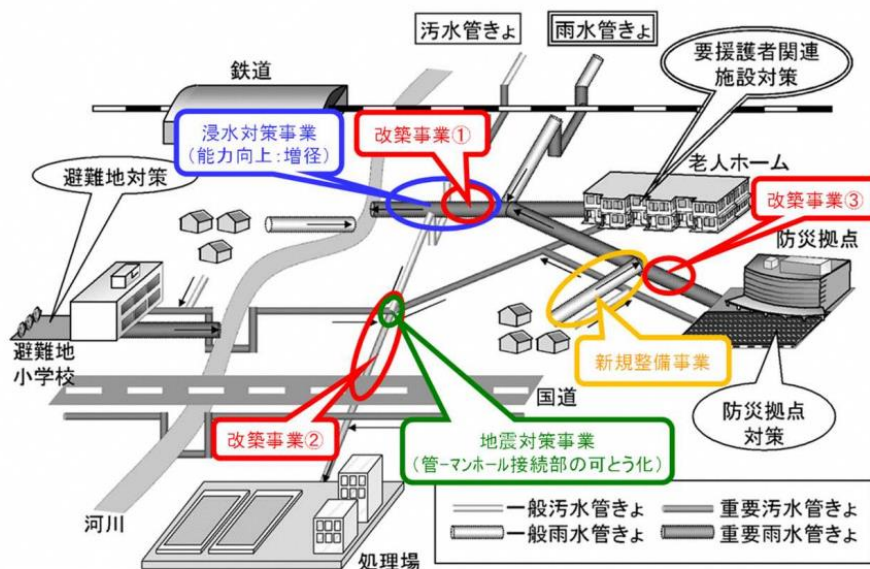 汚水管きょ
雨水管きょ
要援護者関連
施設対策
鉄道
浸水対策事業
(能力向上:増径)
改築事業①
老人ホーム
避難地対策
改築事業③
防災拠点
避難地
小学校
新規整備事業
国道
改築事業②
地震対策事業
(管ーマンホール接続部の可とう化)
防災拠点
対策
河川
処理場
一般汚水管きょ
重要汚水管きょ
一般雨水管きょ
重要雨水管きょ